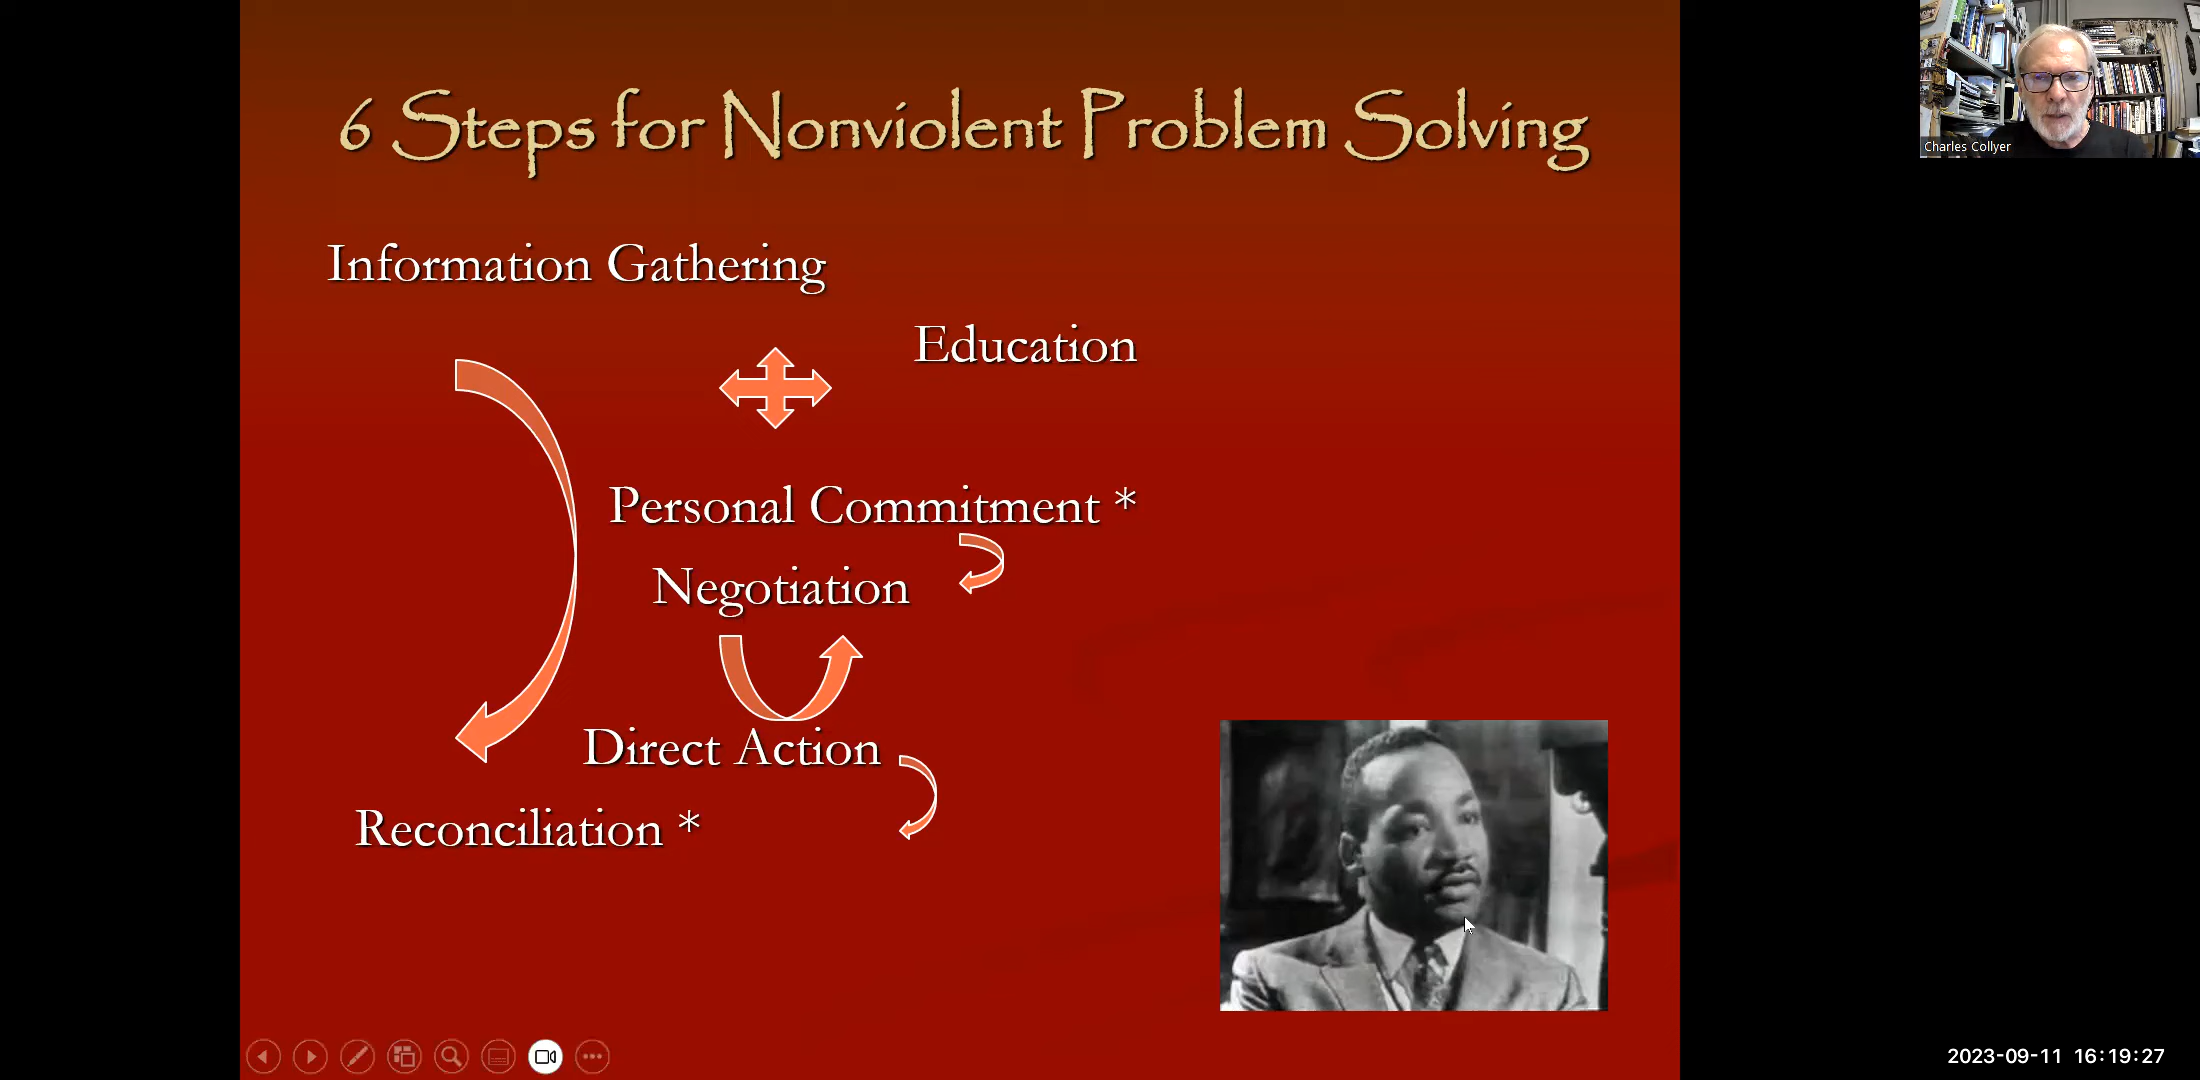 6 Steps for Nonviolent Problem Solving
Information Gathering
Education
Personal Commitment *
Negotiation
Direct Action
Reconciliation *
Charles Collyer
2023-09-11 16:19:27